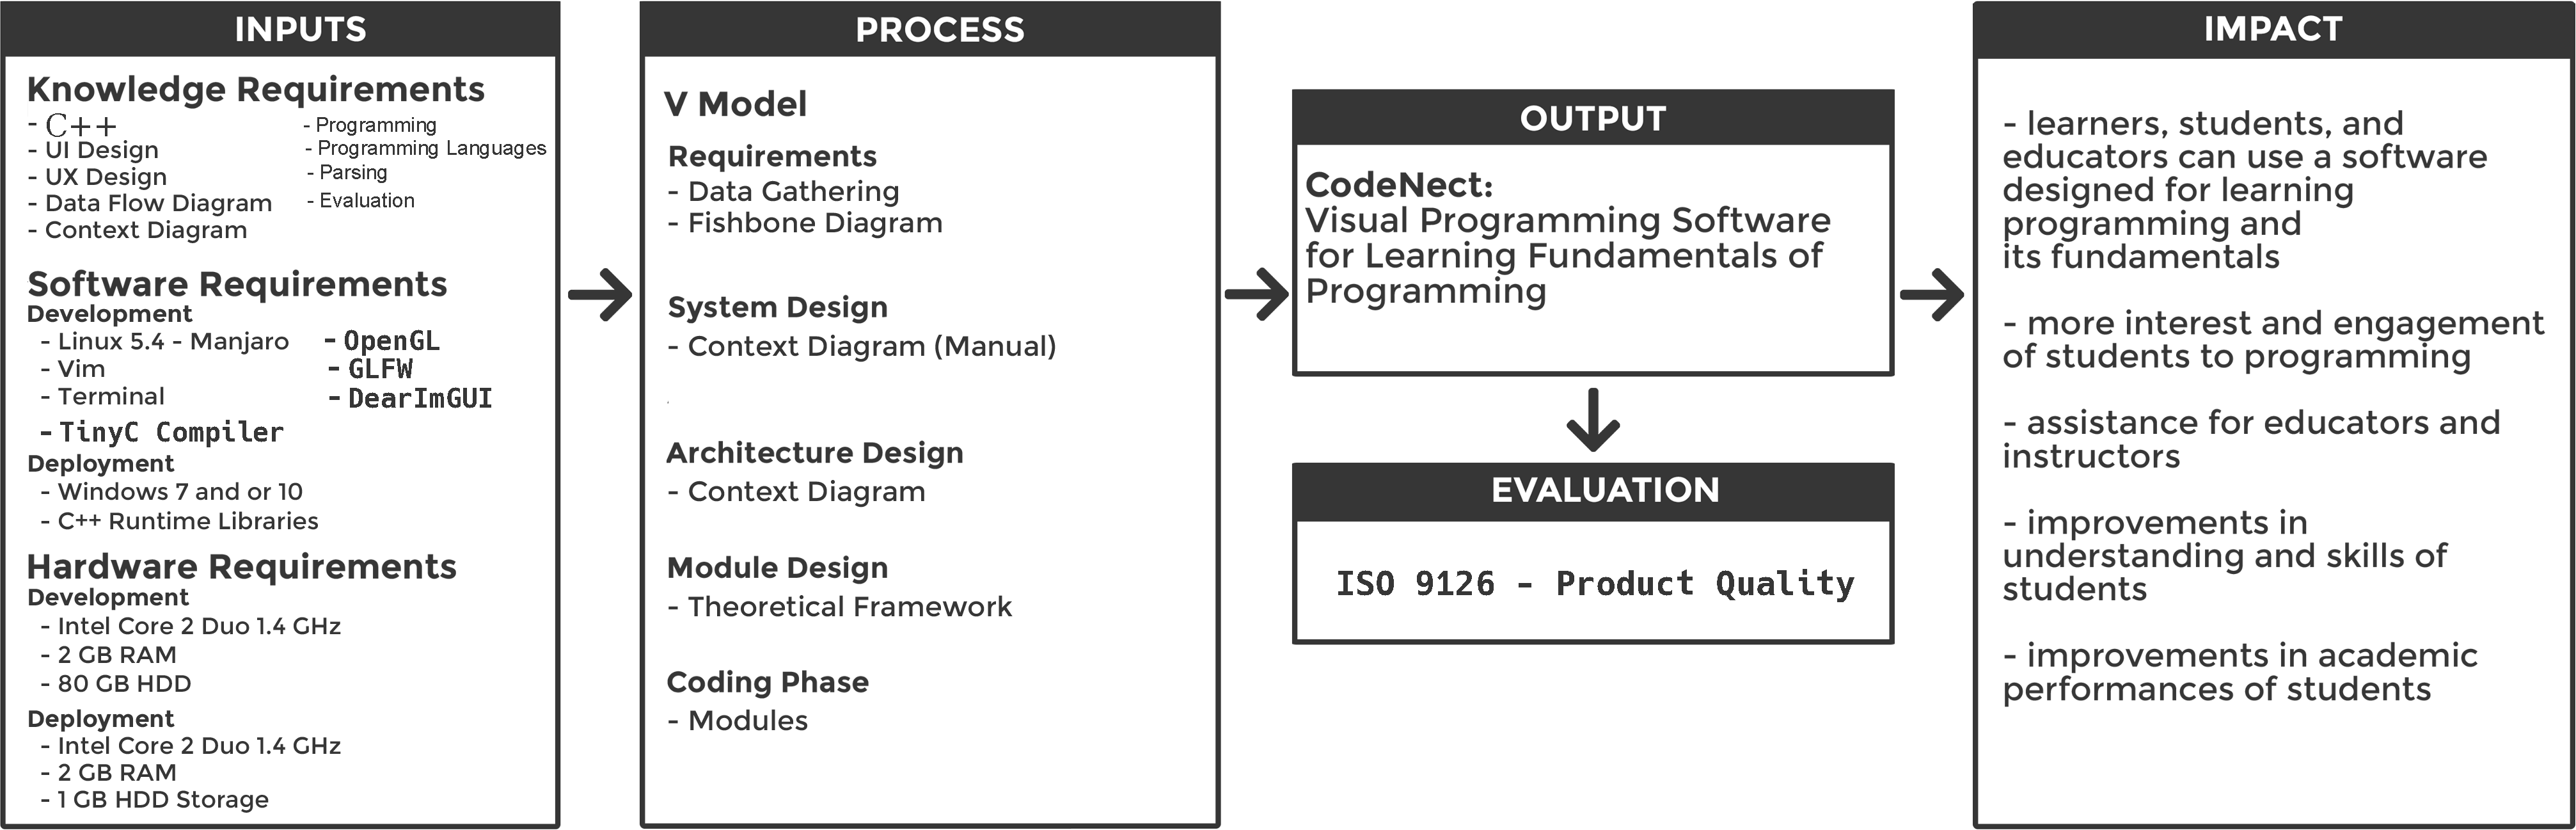 INPUTS
Knowledge Requirements
- C++
- UI Design
- UX Design
- Data Flow Diagram
- Context Diagram
- Programming
- Programming Languages
- Parsing
- Evaluation
Software Requirements
Development
- Linux 5.4 - Manjaro
- Vim
- Terminal
- TinyC Compiler
- OpenGL
- GLFW
- DearImGUI
Deployment
- Windows 7 and or 10
- C++ Runtime Libraries
Hardware Requirements
Development
- Intel Core 2 Duo 1.4 GHz
- 2 GB RAM
- 80 GB HDD
Deployment
- Intel Core 2 Duo 1.4 GHz
- 2 GB RAM
- 1 GB HDD Storage
PROCESS
V Model
Requirements
- Data Gathering
- Fishbone Diagram
System Design
- Context Diagram (Manual)
Architecture Design
- Context Diagram
Module Design
- Theoretical Framework
Coding Phase
- Modules
OUTPUT
CodeNect:
Visual Programming Software
for Learning Fundamentals of
Programming
EVALUATION
ISO 9126 - Product Quality
IMPACT
- learners, students, and
educators can use a software
designed for learning
programming and
its fundamentals
- more interest and engagement
of students to programming
- assistance for educators and
instructors
- improvements in
understanding and skills of
students
- improvements in academic
performances of students